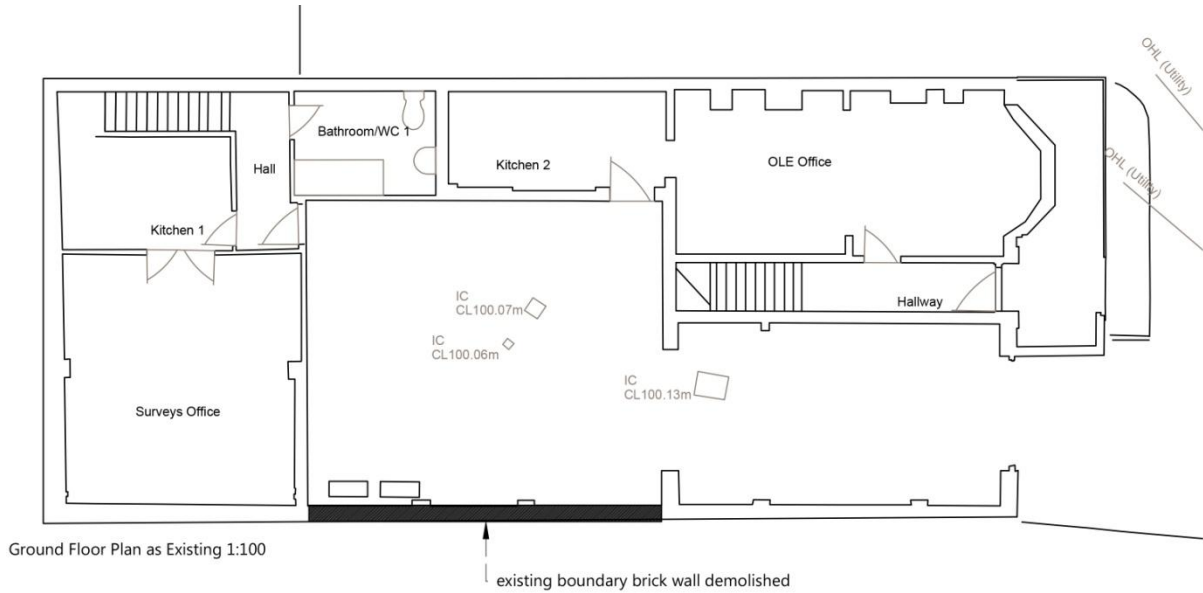 OHL (Utility)
OHL (Utility)
Bathroom/WC 1
Hall
Kitchen 2
OLE Office
Kitchen 1
Hallway
IC
CL100.07m
IC
CL100.06m
IC
CL100.13m
Surveys Office
Ground Floor Plan as Existing 1:100
existing boundary brick wall demolished